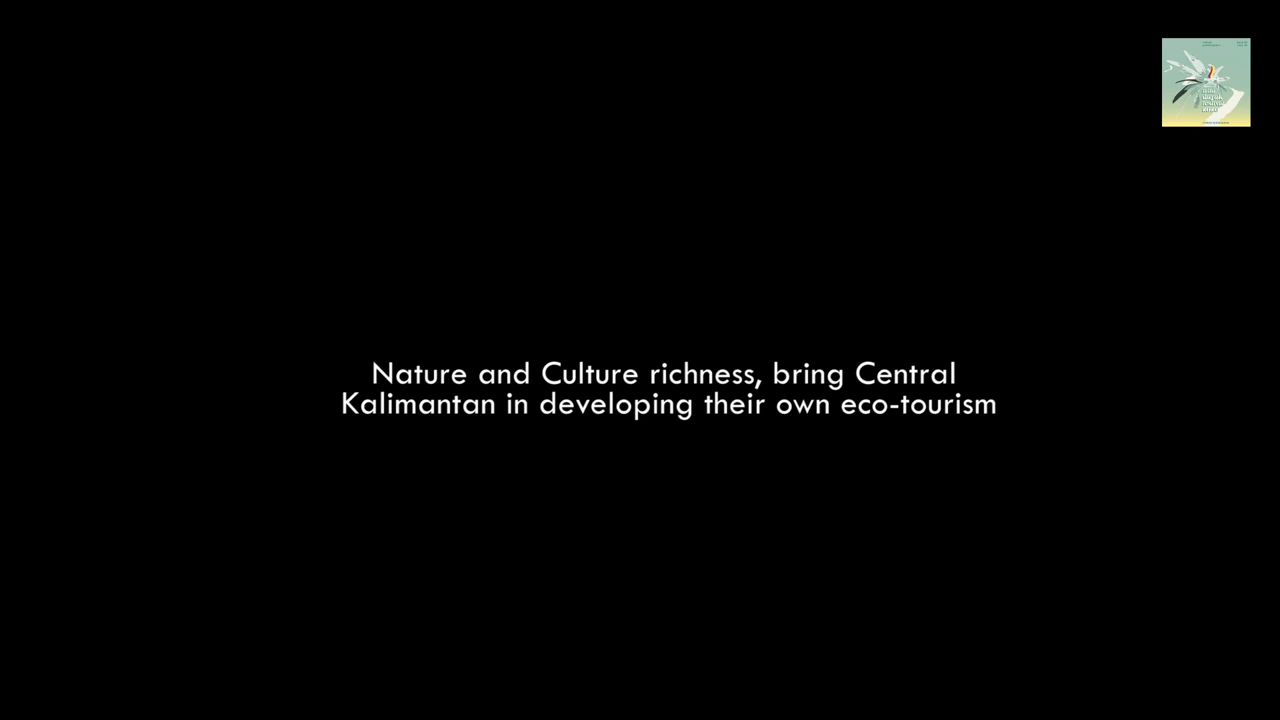 Nature and Culture richness, bring Central
Kalimantan in developing their own eco-tourism